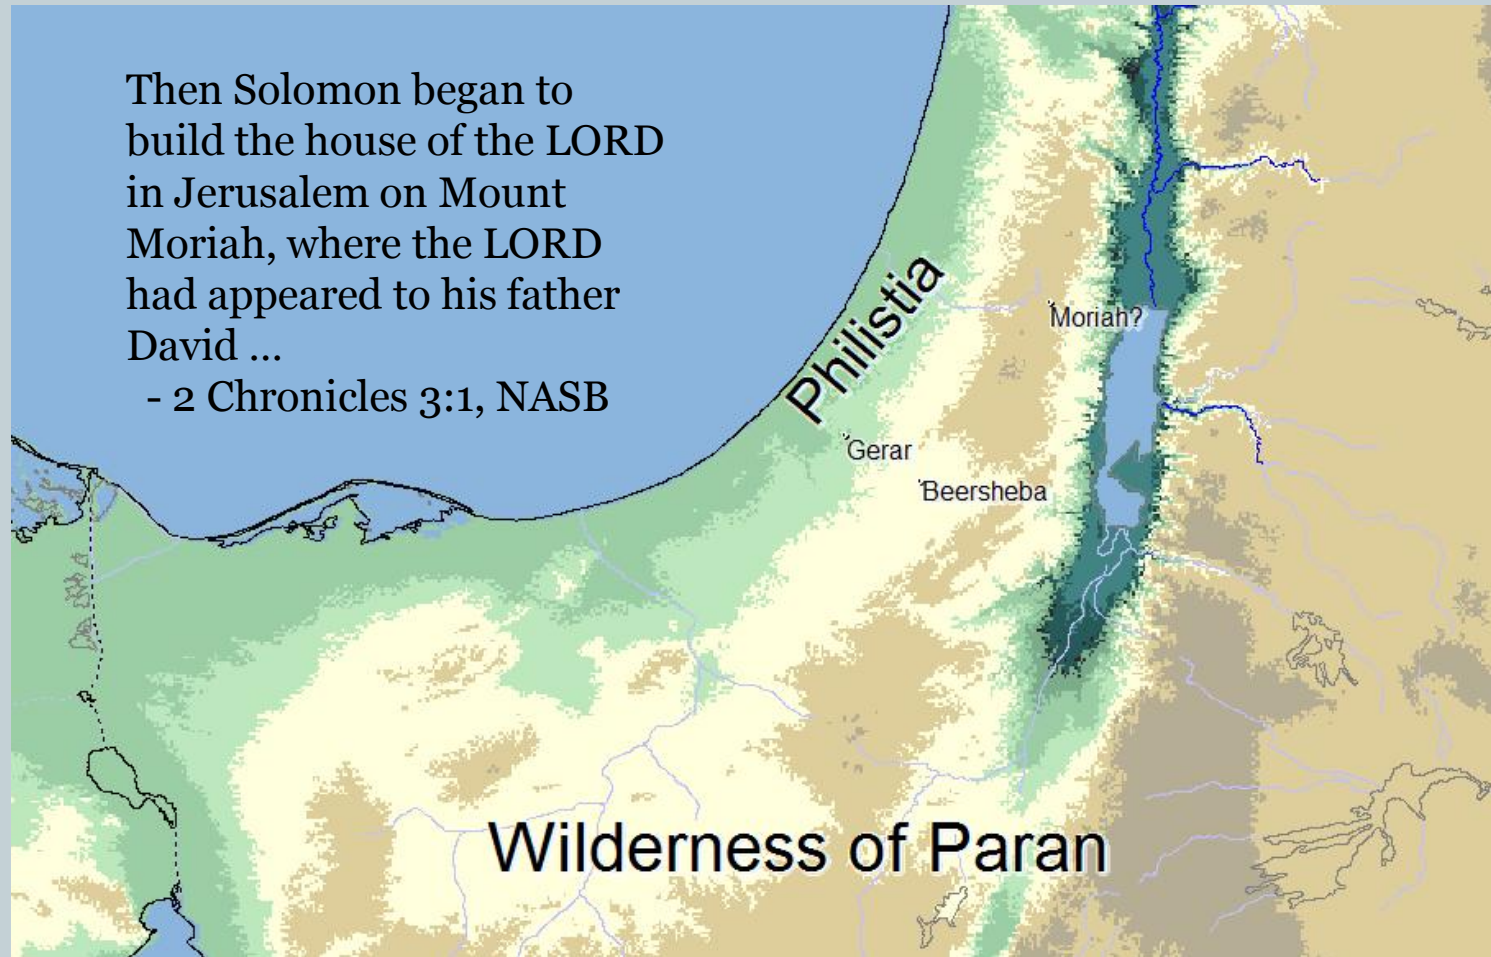 Then Solomon began to
build the house of the LORD
in Jerusalem on Mount
Moriah, where the LORD
had appeared to his father
David ...
- 2 Chronicles 3:1, NASB
Philistia
Moriah?
Gerar
Beersheba
Wilderness of Paran